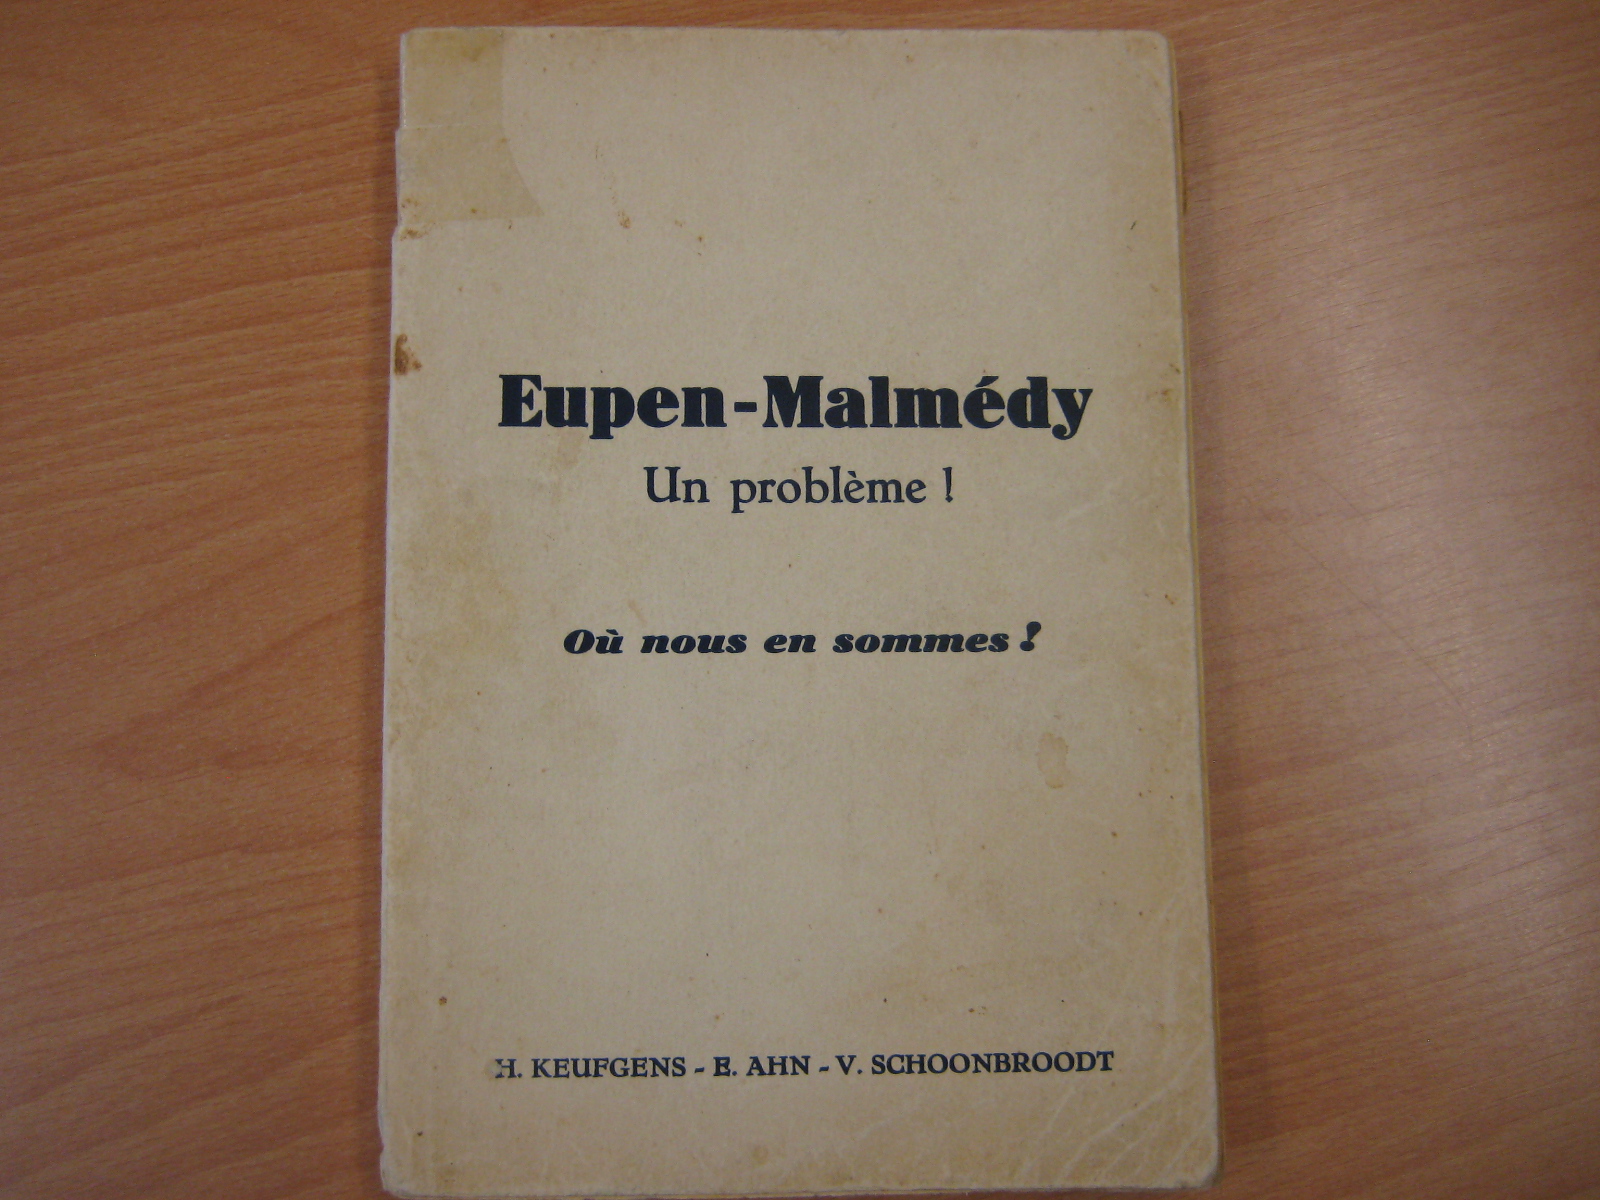 Eupen-Malmédy
Un problème !
Où nous en sommes !
H. KEUFGENS - E. AHN - V. SCHOONBROODT